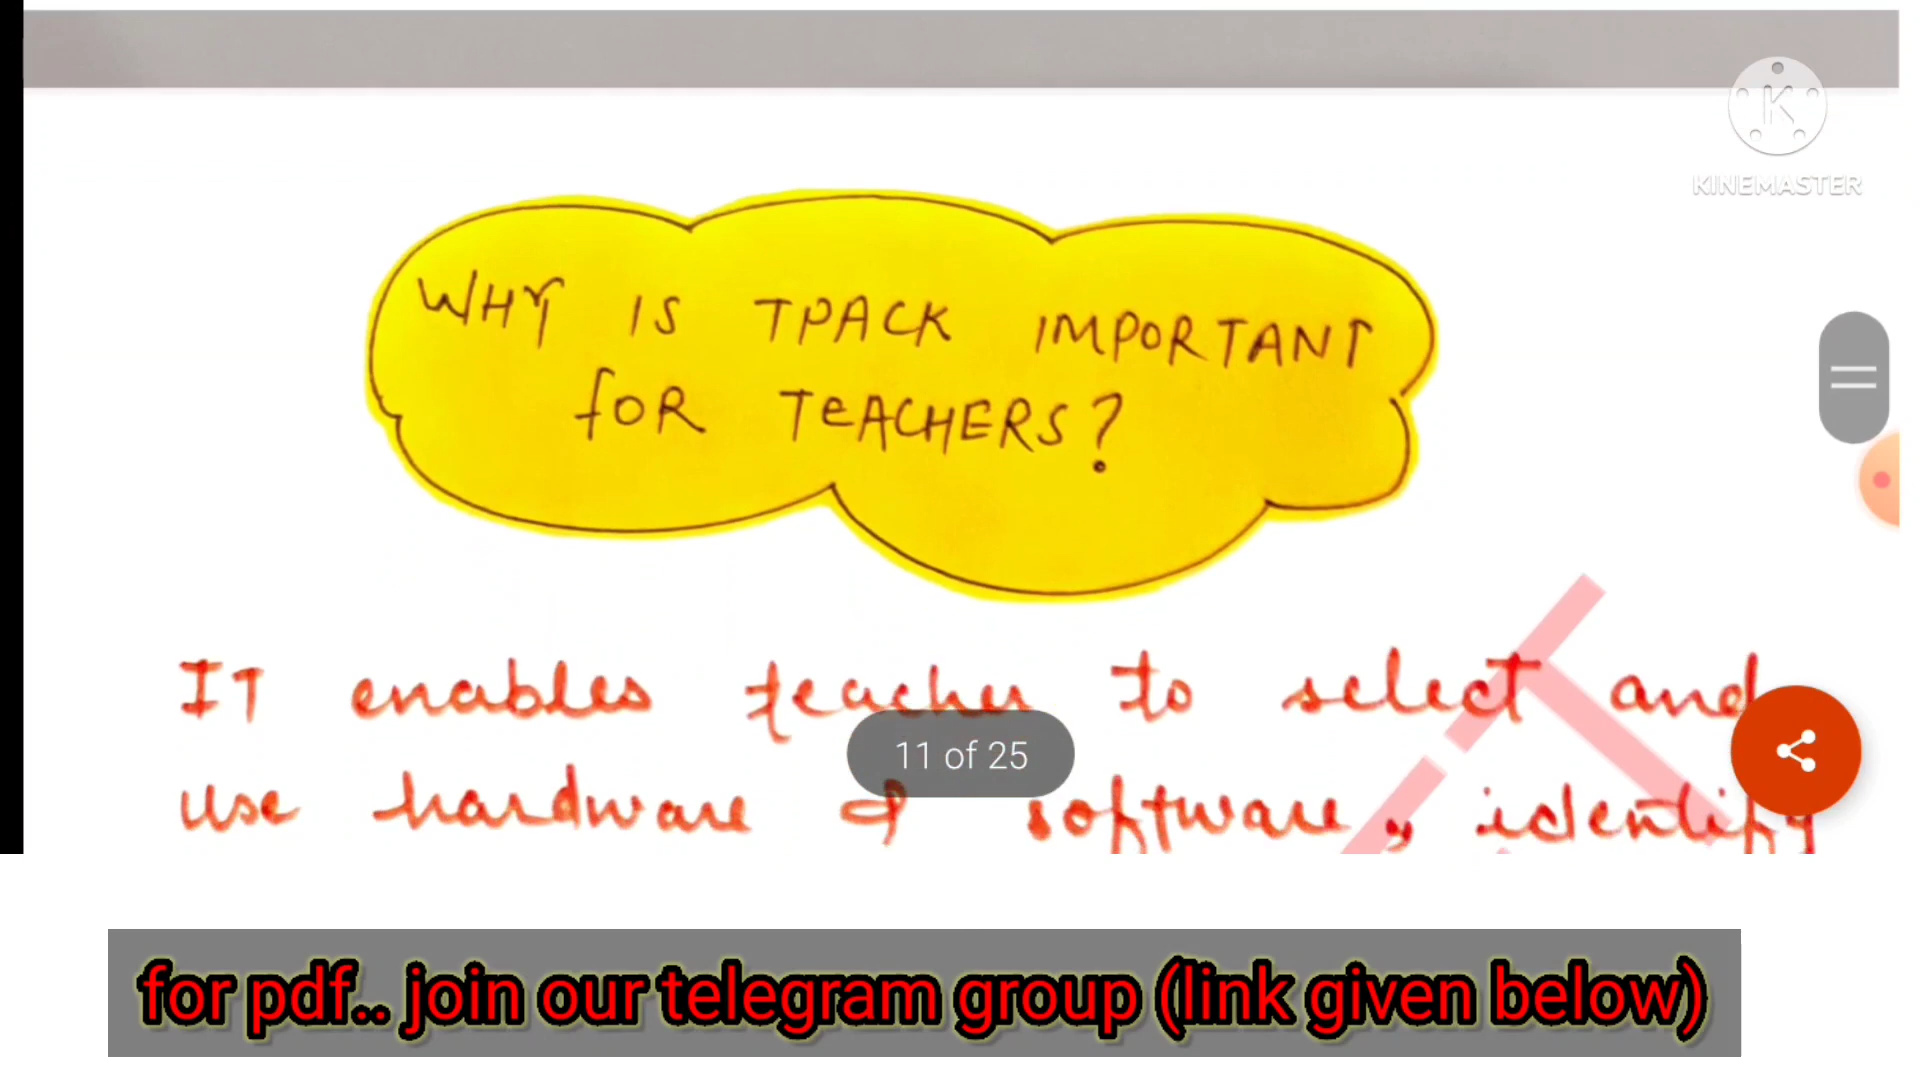 KINEMASTER
WHY IS TPACK IMPORTANT
foR TeACHERS?
IT enables teacher to select and
11 of 25
use hardware & software, identify
for pdf.. join our telegram group (link given below)